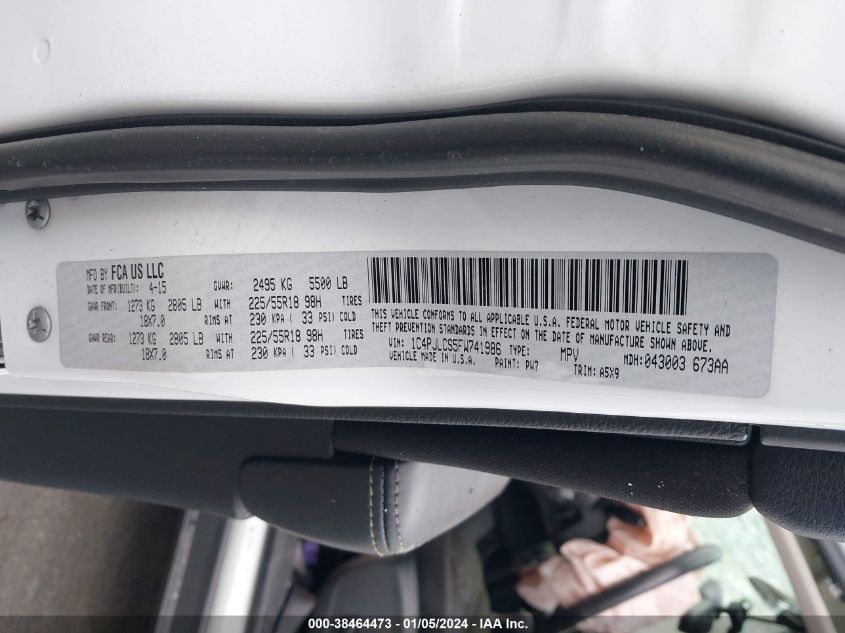 MFD BY FCA US LLC
DATE OF MFR(BUILT): 4-15 GVWR: 2495 KG 5500 LB
GAWR FRONT: 1273 KG 2805 LB WITH 225/55R18 98H TIRES
18X7.0 RIMS AT 230 KPA ( 33 PSI) COLD
GAWR REAR: 1273 KG 2805 LB WITH 225/55R18 98H TIRES
18X7.0 RIMS AT 230 KPA ( 33 PSI) COLD
THIS VEHICLE CONFORMS TO ALL APPLICABLE U.S.A. FEDERAL MOTOR VEHICLE SAFETY AND
THEFT PREVENTION STANDARDS IN EFFECT ON THE DATE OF MANUFACTURE SHOWN ABOVE.
VIN: 1C4PJLCS5FW741986 TYPE: MPV MDH: 043003 673AA
VEHICLE MADE IN U.S.A. PAINT: PW7 TRIM: A5X9
000-38464473 - 01/05/2024 - IAA Inc.